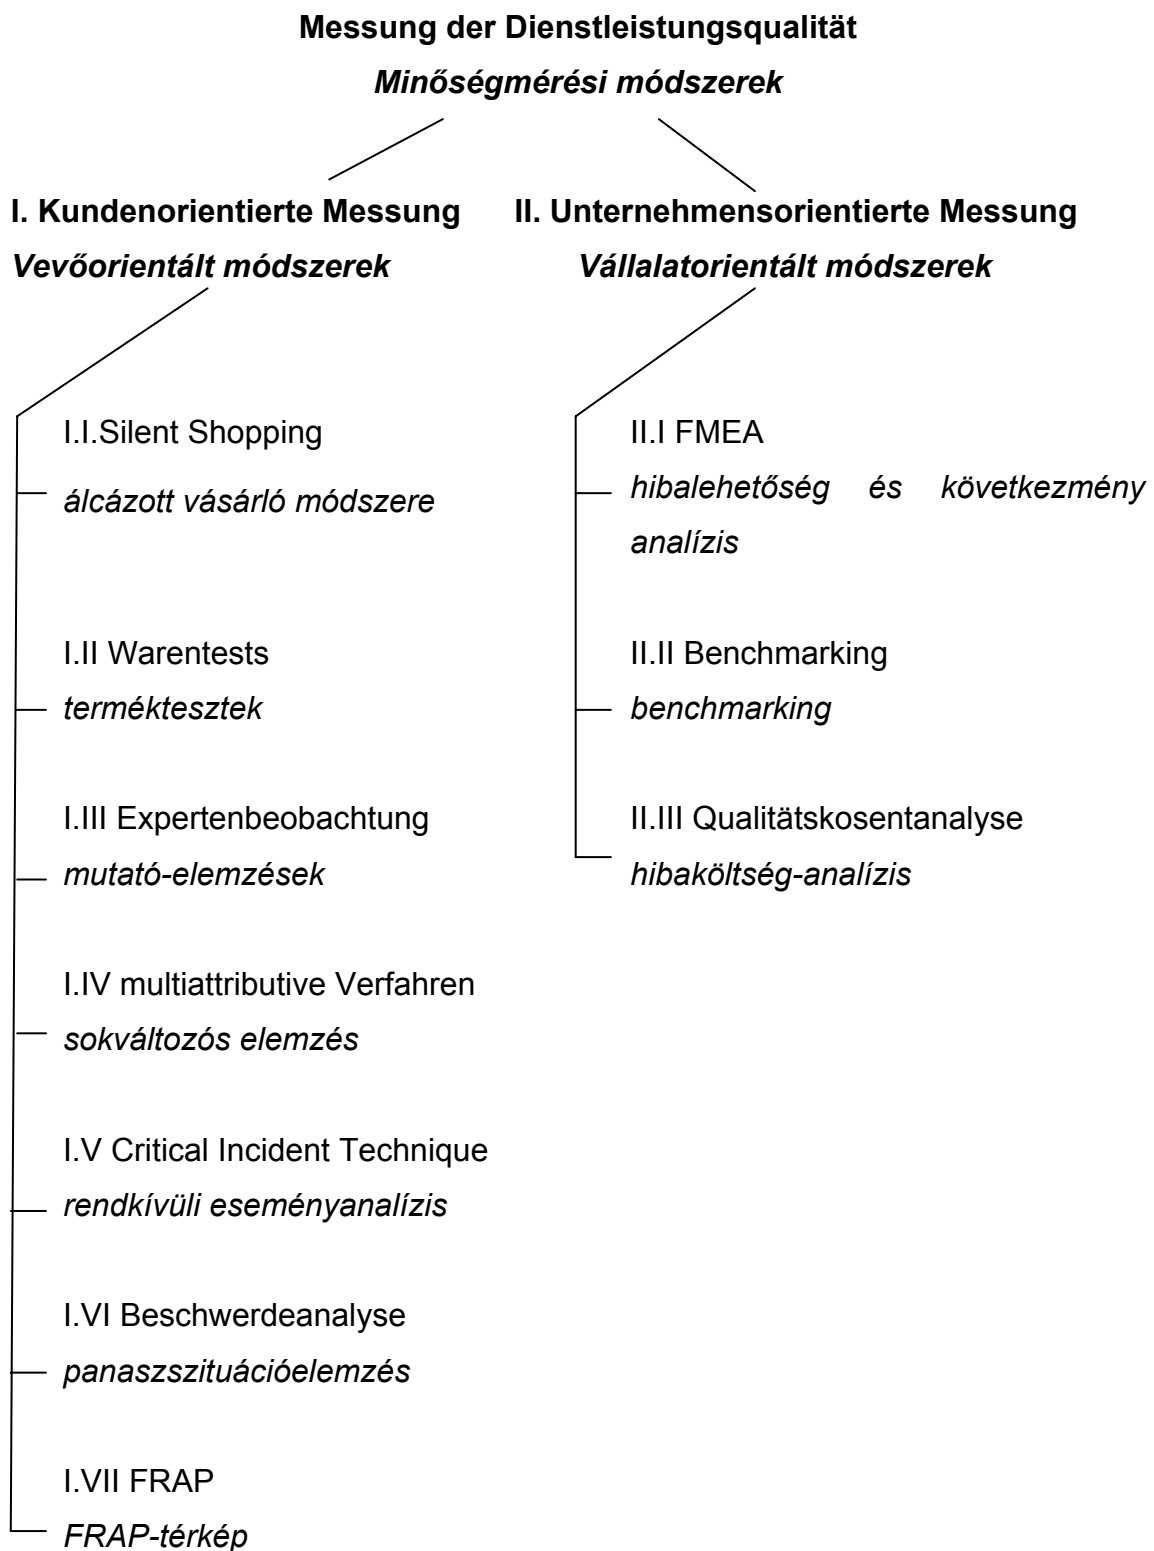 Messung der Dienstleistungsqualität
Minőségmérési módszerek
I. Kundenorientierte Messung
Vevőorientált módszerek
I.I.Silent Shopping
álcázott vásárló módszere
I.II Warentests
terméktesztek
I.III Expertenbeobachtung
mutató-elemzések
I.IV multiattributive Verfahren
sokváltozós elemzés
I.V Critical Incident Technique
rendkívüli eseményanalízis
I.VI Beschwerdeanalyse
panaszszituációelemzés
I.VII FRAP
FRAP-térkép
II. Unternehmensorientierte Messung
Vállalatorientált módszerek
II.I FMEA
hibalehetőség és következmény
analízis
II.II Benchmarking
benchmarking
II.III Qualitätskosentanalyse
hibaköltség-analízis